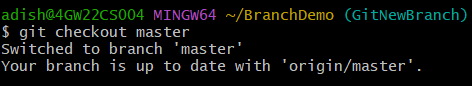 adish@4GW22CS004 MINGW64 ~/BranchDemo (GitNewBranch)
$ git checkout master
Switched to branch 'master'
Your branch is up to date with 'origin/master'.